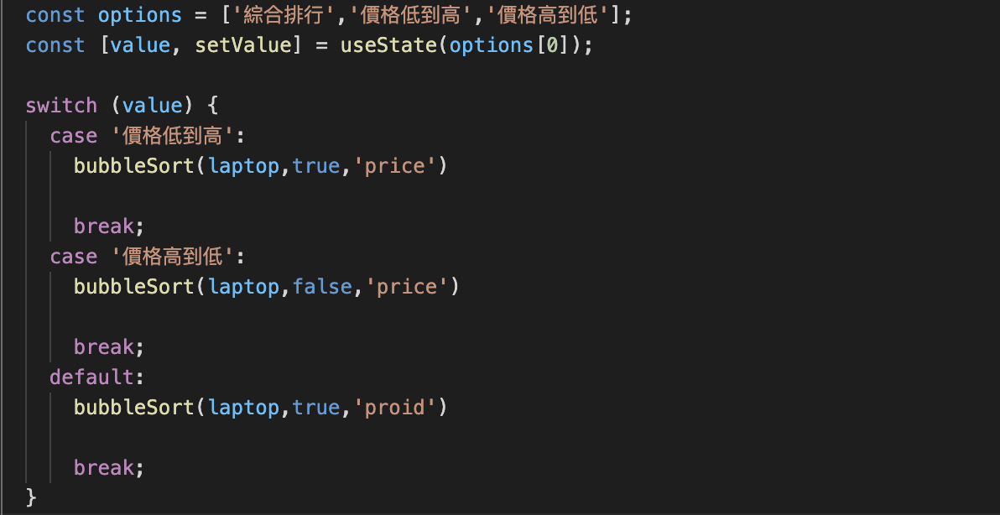 const options = ['綜合排行','價格低到高','價格高到低'];
const [value, setValue] = useState(options[0]);
switch (value) {
case '價格低到高':
bubbleSort(laptop,true,'price')
break;
case '價格高到低':
bubbleSort(laptop,false,'price')
break;
default:
bubbleSort(laptop,true,'proid')
break;
}